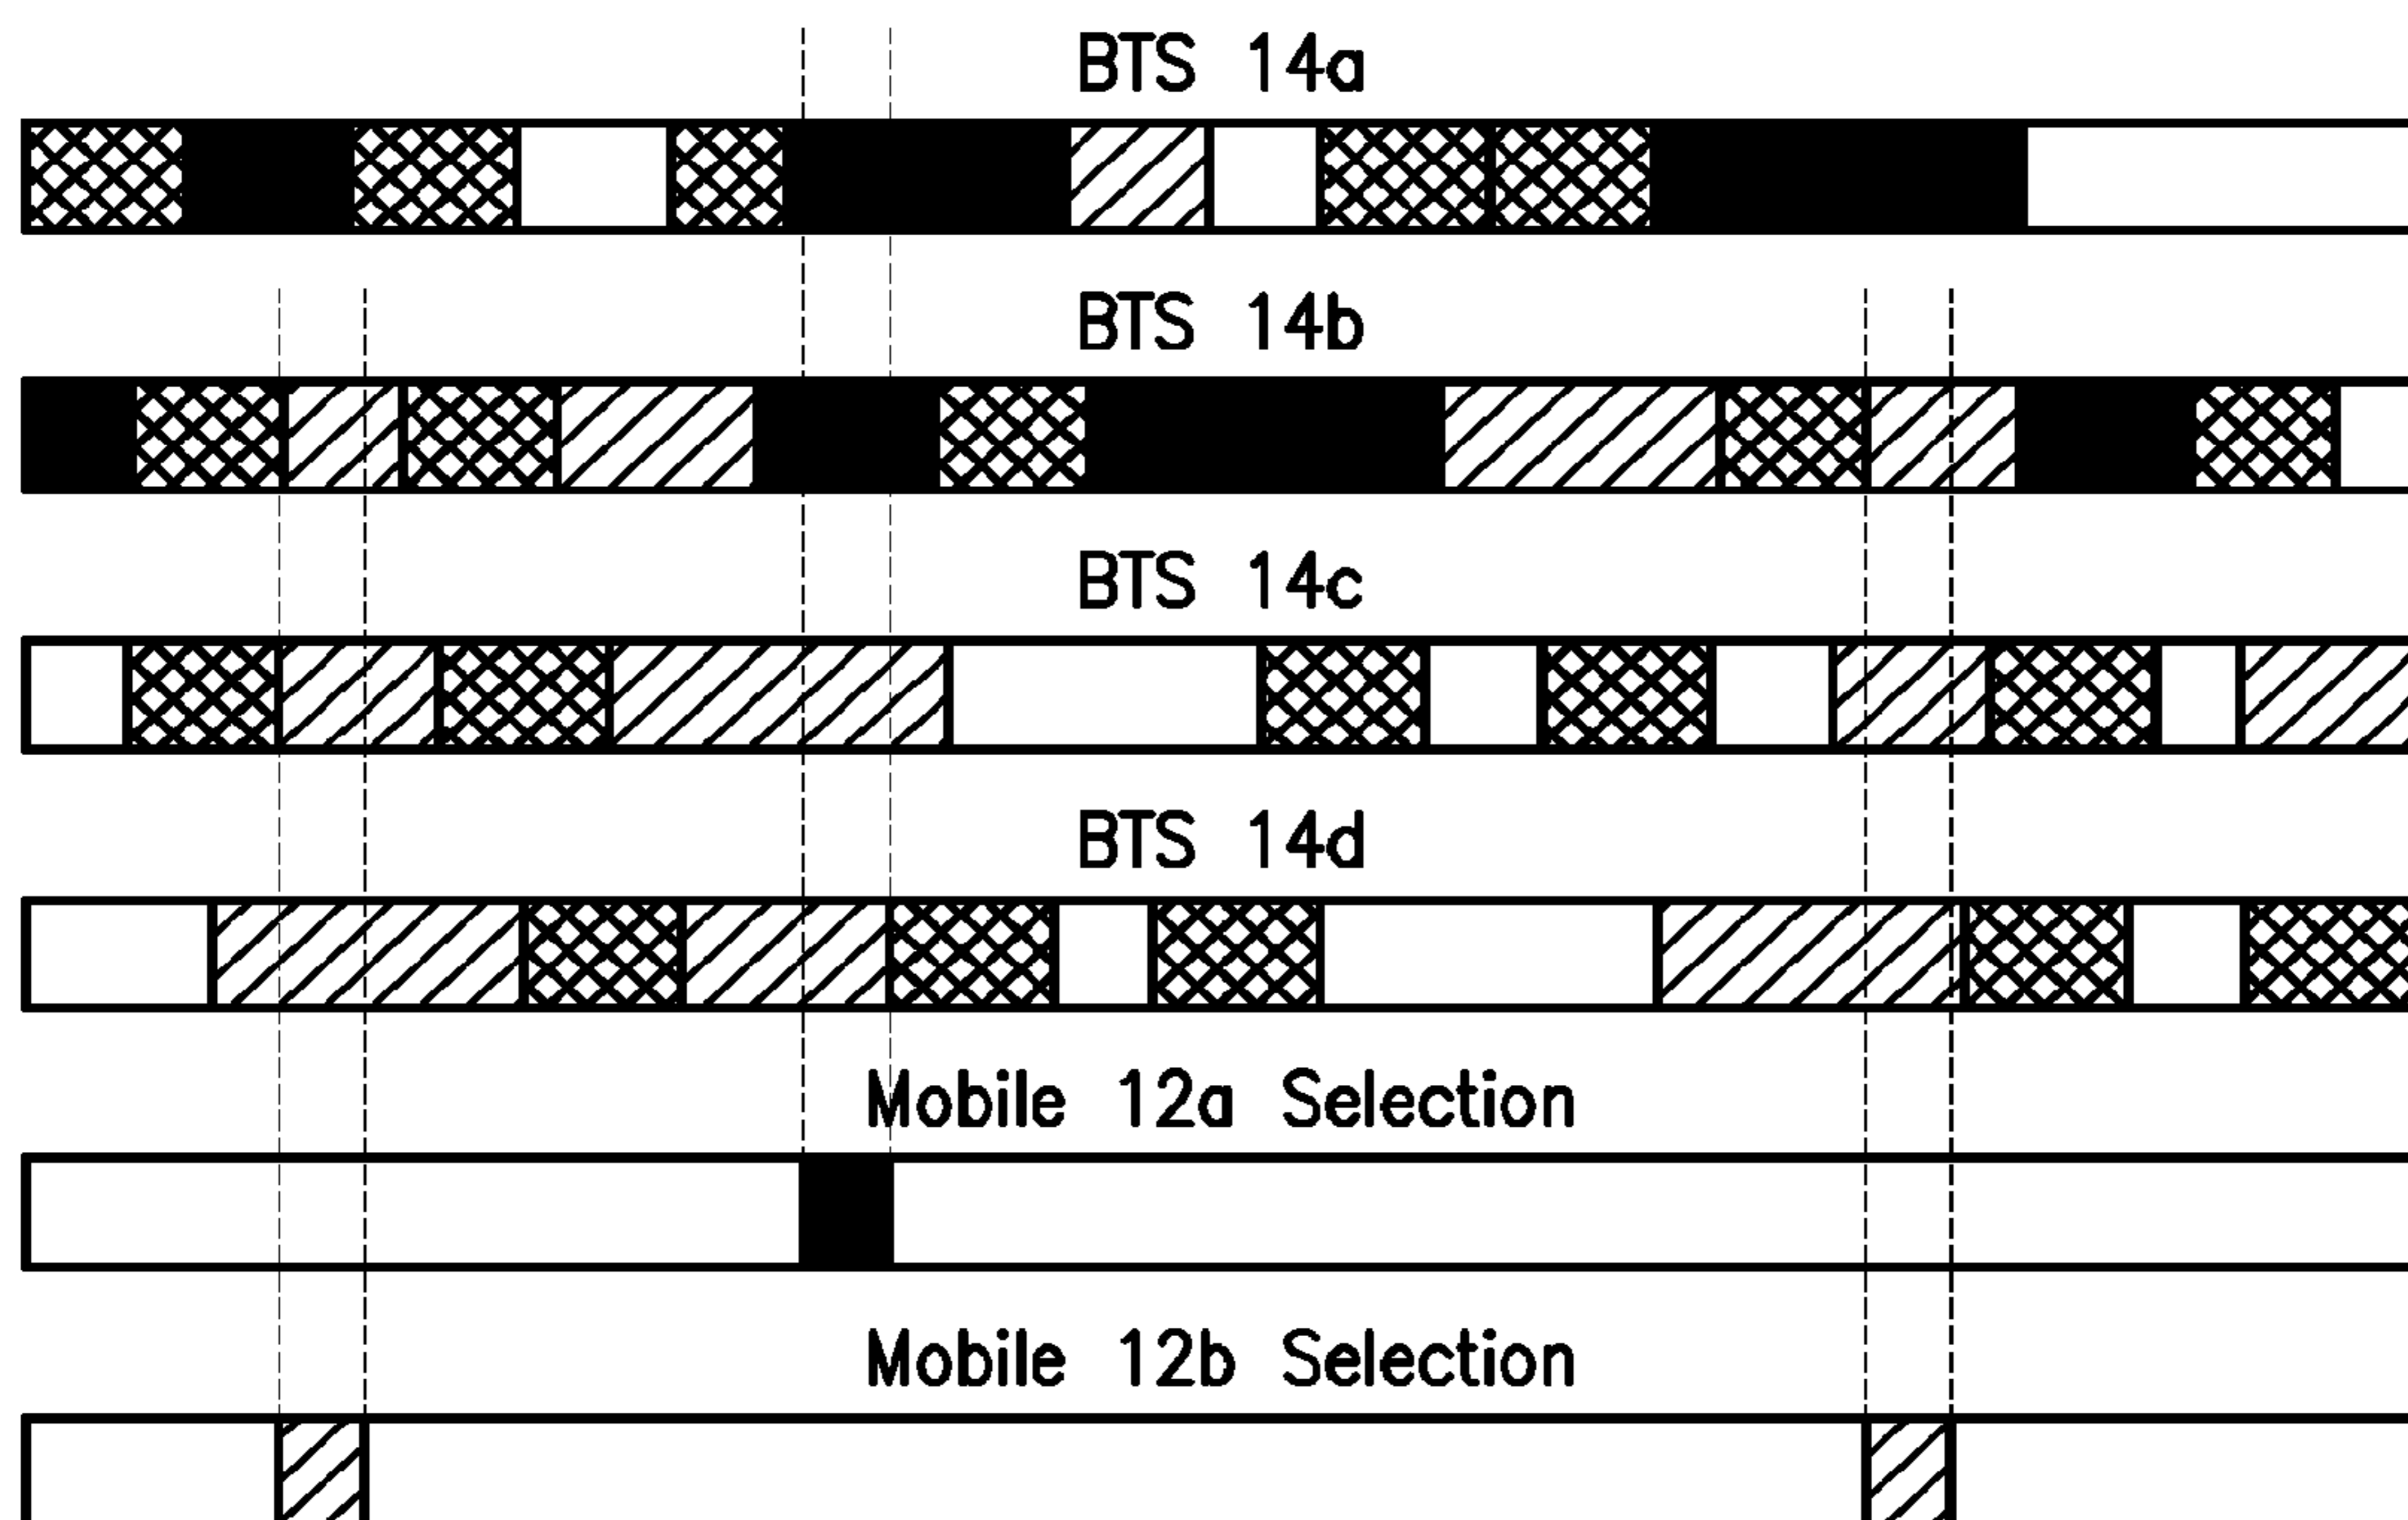 BTS 14a
BTS 14b
BTS 14c
BTS 14d
Mobile 12a Selection
Mobile 12b Selection